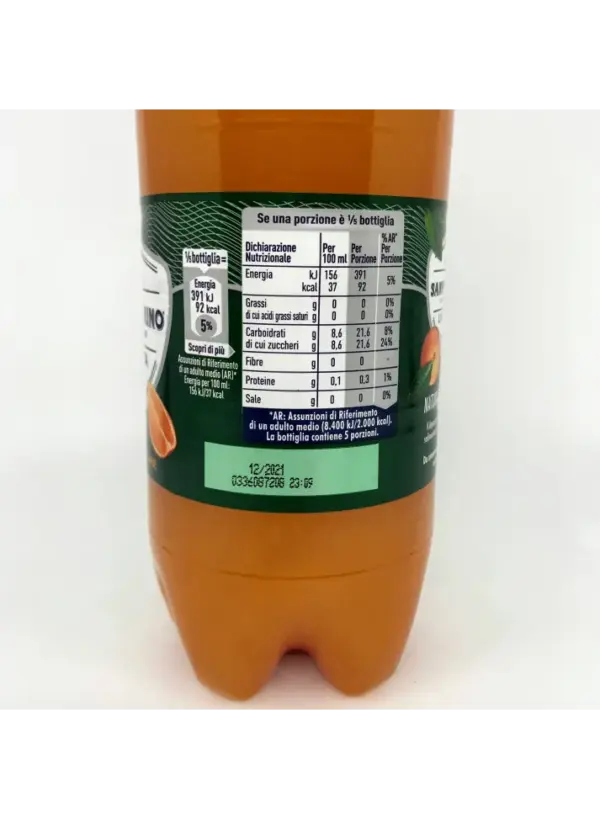 Se una porzione è ⅕ bottiglia
Dichiarazione Nutrizionale Per 100 ml Per Porzione %AR* Per Porzione
Energia kJ 156 391 5%
kcal 37 92
Grassi g 0 0 0%
di cui acidi grassi saturi g 0 0 0%
Carboidrati g 8,6 21,6 8%
di cui zuccheri g 8,6 21,6 24%
Fibre g 0 0 -
Proteine g 0,1 0,3 1%
Sale g 0 0 0%
*AR: Assunzioni di Riferimento
di un adulto medio (8.400 kJ/2.000 kcal).
La bottiglia contiene 5 porzioni.
⅕ bottiglia=
Energia
391 kJ
92 kcal
5%
Scopri di più
Assunzioni di Riferimento
di un adulto medio (AR)*
Energia per 100 ml:
156 kJ/37 kcal
12/2021
0336087208 23:09